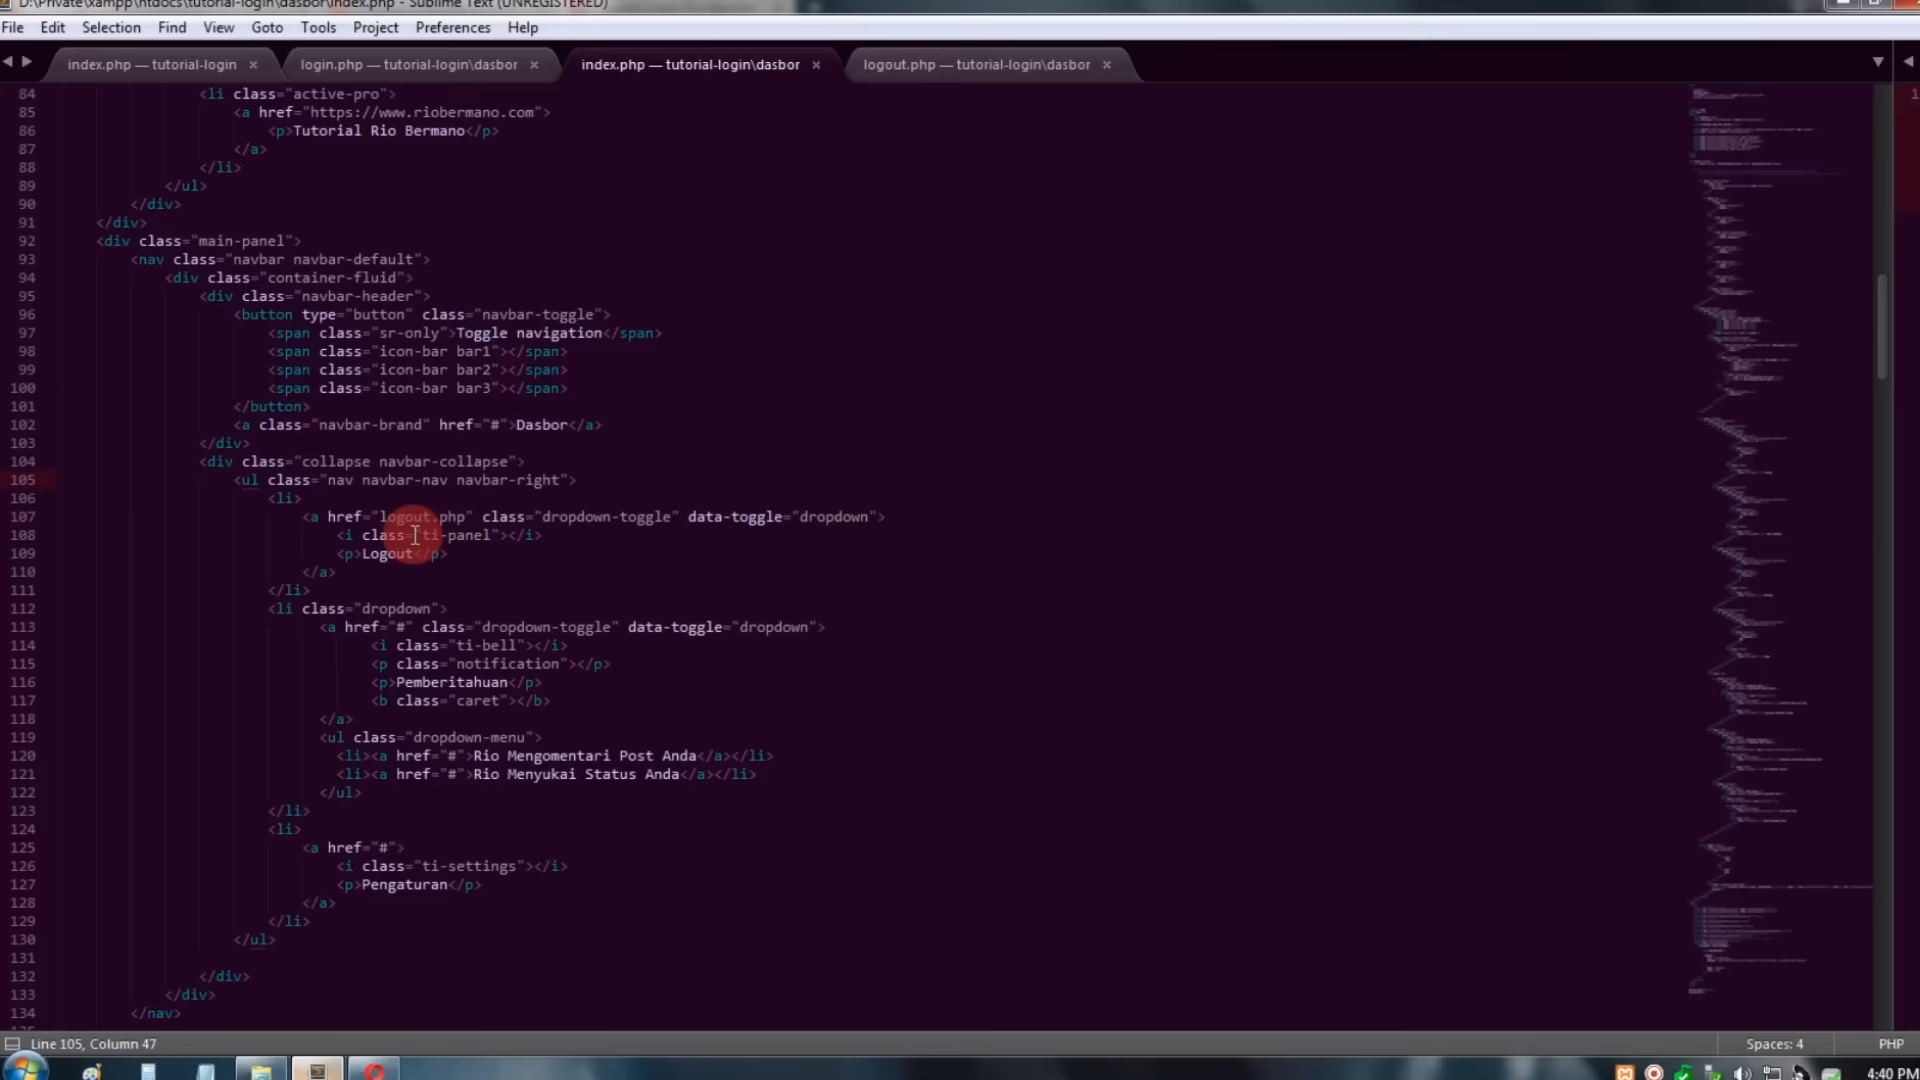 D:\Private\xampp\htdocs\tutorial-login\dasbor\index.php - Sublime Text (UNREGISTERED)
File Edit Selection Find View Goto Tools Project Preferences Help
index.php — tutorial-login × login.php — tutorial-login\dasbor × index.php — tutorial-login\dasbor × logout.php — tutorial-login\dasbor ×
84 <li class="active-pro">
85 <a href="https://www.riobermano.com">
86 <p>Tutorial Rio Bermano</p>
87 </a>
88 </li>
89 </ul>
90 </div>
91 </div>
92 <div class="main-panel">
93 <nav class="navbar navbar-default">
94 <div class="container-fluid">
95 <div class="navbar-header">
96 <button type="button" class="navbar-toggle">
97 <span class="sr-only">Toggle navigation</span>
98 <span class="icon-bar bar1"></span>
99 <span class="icon-bar bar2"></span>
100 <span class="icon-bar bar3"></span>
101 </button>
102 <a class="navbar-brand" href="#">Dasbor</a>
103 </div>
104 <div class="collapse navbar-collapse">
105 <ul class="nav navbar-nav navbar-right">
106 <li>
107 <a href="logout.php" class="dropdown-toggle" data-toggle="dropdown">
108 <i class="ti-panel"></i>
109 <p>Logout</p>
110 </a>
111 </li>
112 <li class="dropdown">
113 <a href="#" class="dropdown-toggle" data-toggle="dropdown">
114 <i class="ti-bell"></i>
115 <p class="notification"></p>
116 <p>Pemberitahuan</p>
117 <b class="caret"></b>
118 </a>
119 <ul class="dropdown-menu">
120 <li><a href="#">Rio Mengomentari Post Anda</a></li>
121 <li><a href="#">Rio Menyukai Status Anda</a></li>
122 </ul>
123 </li>
124 <li>
125 <a href="#">
126 <i class="ti-settings"></i>
127 <p>Pengaturan</p>
128 </a>
129 </li>
130 </ul>
131
132 </div>
133 </div>
134 </nav>
1
Line 105, Column 47 Spaces: 4 PHP
4:40 PM